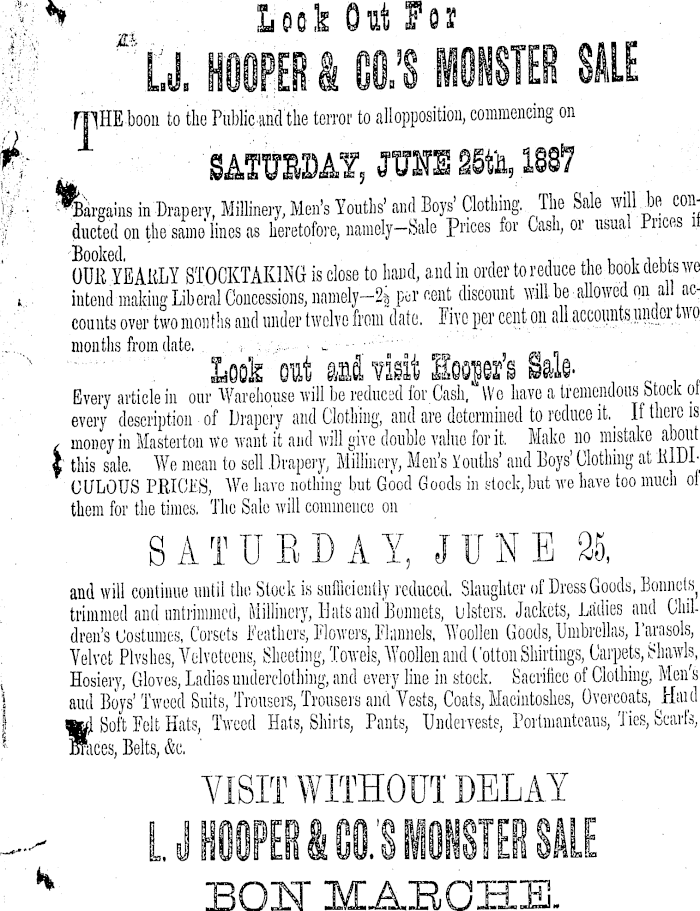 Look Out For
L.J. HOOPER & CO.'S MONSTER SALE
THE boon to the Public and the terror to all opposition, commencing on
SATURDAY, JUNE 25th, 1887
Bargains in Drapery, Millinery, Men's Youths' and Boys' Clothing. The Sale will be con-
ducted on the same lines as heretofore, namely—Sale Prices for Cash, or usual Prices if
Booked.
OUR YEARLY STOCKTAKING is close to hand, and in order to reduce the book debts we
intend making Liberal Concessions, namely—2½ per cent discount will be allowed on all ac-
counts over two months and under twelve from date. Five per cent on all accounts under two
months from date.
Look out and visit Hooper's Sale.
Every article in our Warehouse will be reduced for Cash, We have a tremendous Stock of
every description of Drapery and Clothing, and are determined to reduce it. If there is
money in Masterton we want it and will give double value for it. Make no mistake about
this sale. We mean to sell Drapery, Millinery, Men's Youths' and Boys' Clothing at RIDI-
CULOUS PRICES, We have nothing but Good Goods in stock, but we have too much of
them for the times. The Sale will commence on
SATURDAY, JUNE 25,
and will continue until the Stock is sufficiently reduced. Slaughter of Dress Goods, Bonnets,
trimmed and untrimmed, Millinery, Hats and Bonnets, Ulsters. Jackets, Ladies and Chil-
dren's Costumes, Corsets Feathers, Flowers, Flannels, Woollen Goods, Umbrellas, Parasols,
Velvet Plvshes, Velveteens, Sheeting, Towels, Woollen and Cotton Shirtings, Carpets, Shawls,
Hosiery, Gloves, Ladies underclothing, and every line in stock. Sacrifice of Clothing, Men's
aud Boys' Tweed Suits, Trousers, Trousers and Vests, Coats, Macintoshes, Overcoats, Hard
Soft Felt Hats, Tweed Hats, Shirts, Pants, Undervests, Portmanteaus, Ties, Scarfs,
Braces, Belts, &c.
VISIT WITHOUT DELAY
L. J HOOPER & CO.'S MONSTER SALE
BON MARCHE.